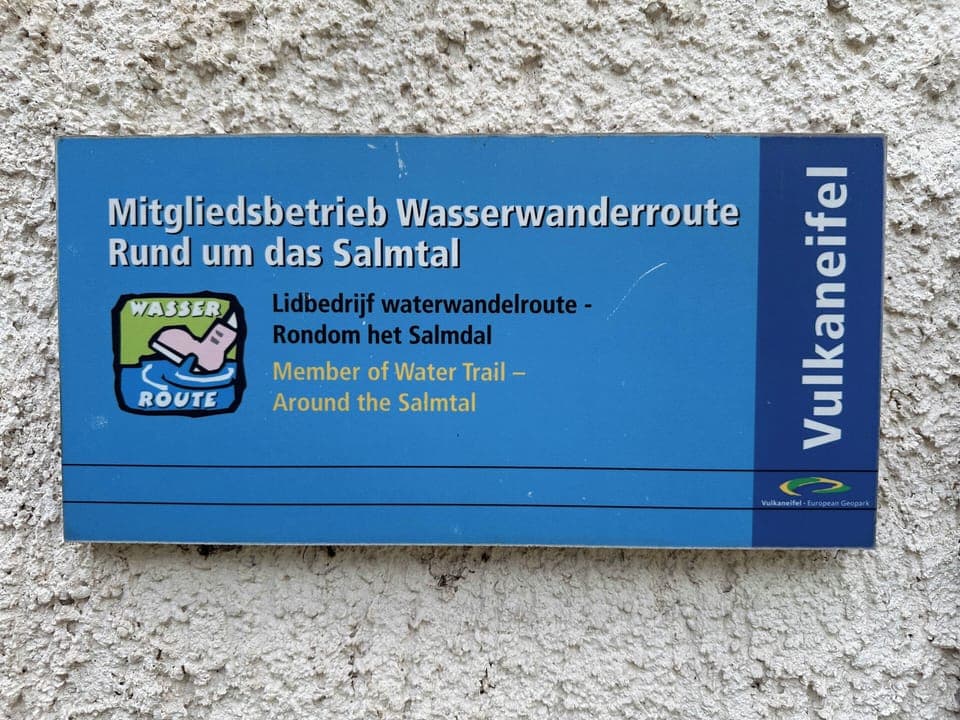 Mitgliedsbetrieb Wasserwanderroute
Rund um das Salmtal
WASSER
ROUTE
Lidbedrijf waterwandelroute -
Rondom het Salmdal
Member of Water Trail –
Around the Salmtal
Vulkaneifel
Vulkaneifel - European Geopark